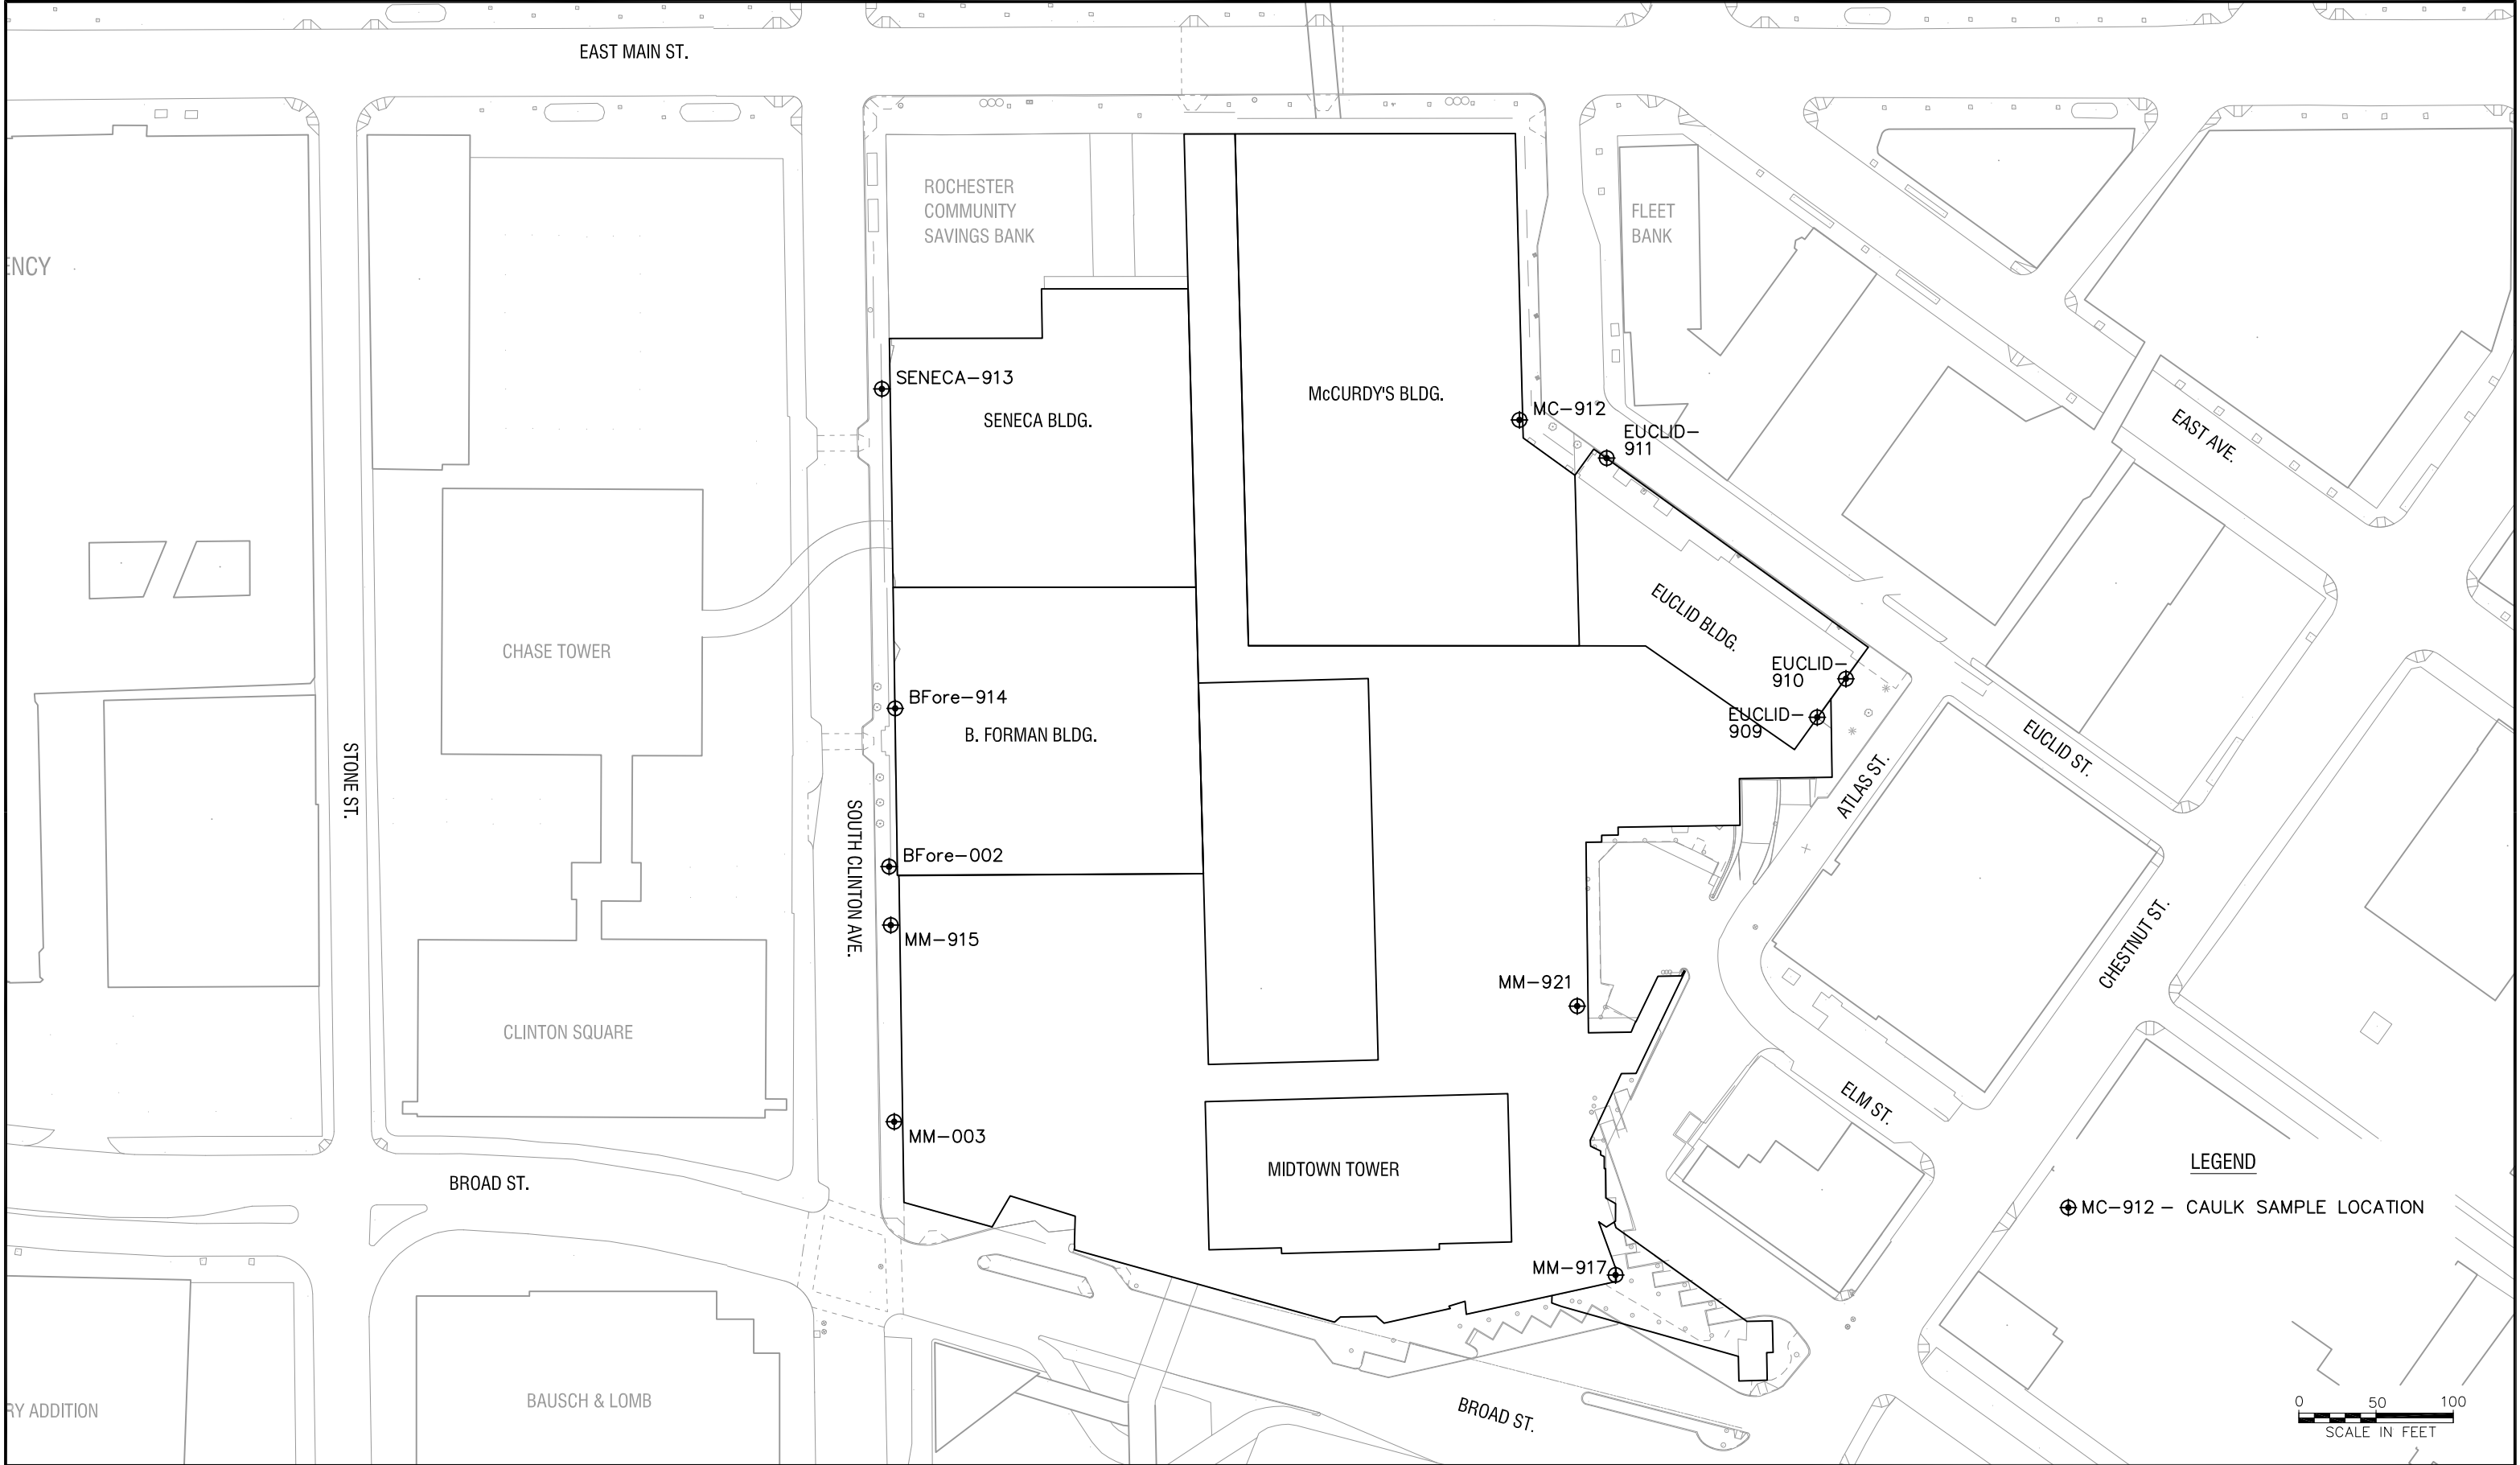 EAST MAIN ST.
ROCHESTER
COMMUNITY
SAVINGS BANK
FLEET
BANK
ENCY
SENECA-913
SENECA BLDG.
McCURDY'S BLDG.
MC-912
EUCLID-
911
EAST AVE.
EUCLID BLDG.
CHASE TOWER
EUCLID-
910
EUCLID-
909
BFore-914
B. FORMAN BLDG.
STONE ST.
SOUTH CLINTON AVE.
EUCLID ST.
ATLAS ST.
BFore-002
MM-915
CHESTNUT ST.
MM-921
CLINTON SQUARE
MM-003
ELM ST.
MIDTOWN TOWER
BROAD ST.
LEGEND
MC-912 - CAULK SAMPLE LOCATION
MM-917
BAUSCH & LOMB
RY ADDITION
BROAD ST.
0 50 100
SCALE IN FEET